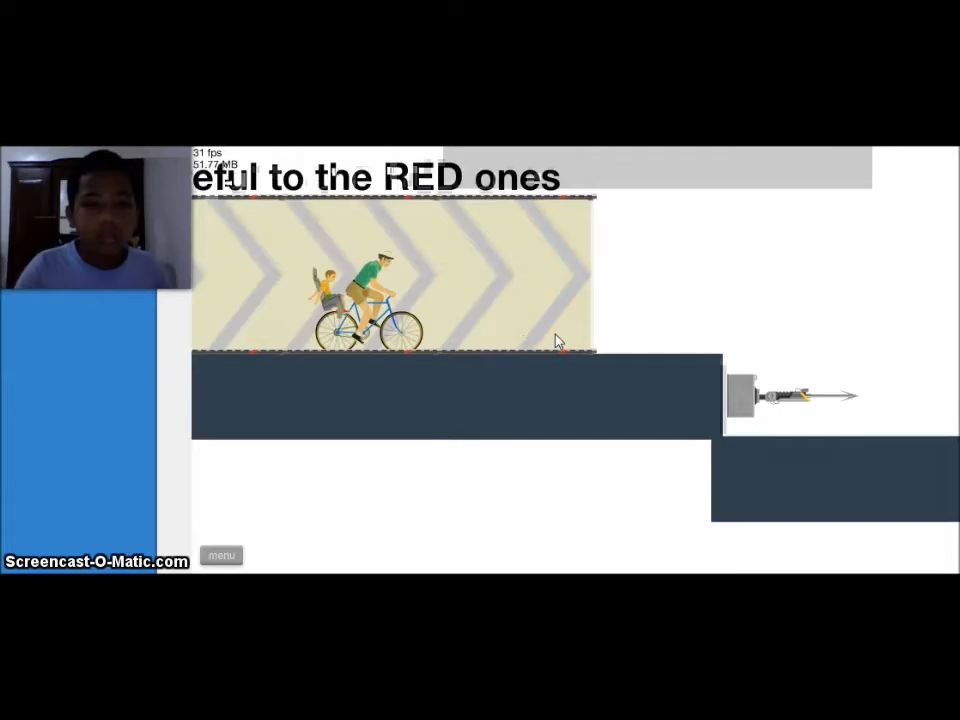 31 fps
51.77 MB
eful to the RED ones
menu
Screencast-O-Matic.com